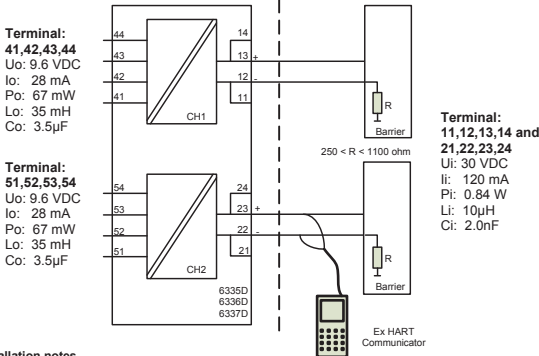 Terminal:
41,42,43,44
Uo: 9.6 VDC
Io: 28 mA
Po: 67 mW
Lo: 35 mH
Co: 3.5µF
Terminal:
51,52,53,54
Uo: 9.6 VDC
Io: 28 mA
Po: 67 mW
Lo: 35 mH
Co: 3.5µF
44
43
42
41
CH1
14
13 +
12 -
11
54
53
52
51
CH2
24
23 +
22 -
21
6335D
6336D
6337D
R
Barrier
250 < R < 1100 ohm
R
Barrier
Ex HART
Communicator
Terminal:
11,12,13,14 and
21,22,23,24
Ui: 30 VDC
Ii: 120 mA
Pi: 0.84 W
Li: 10µH
Ci: 2.0nF